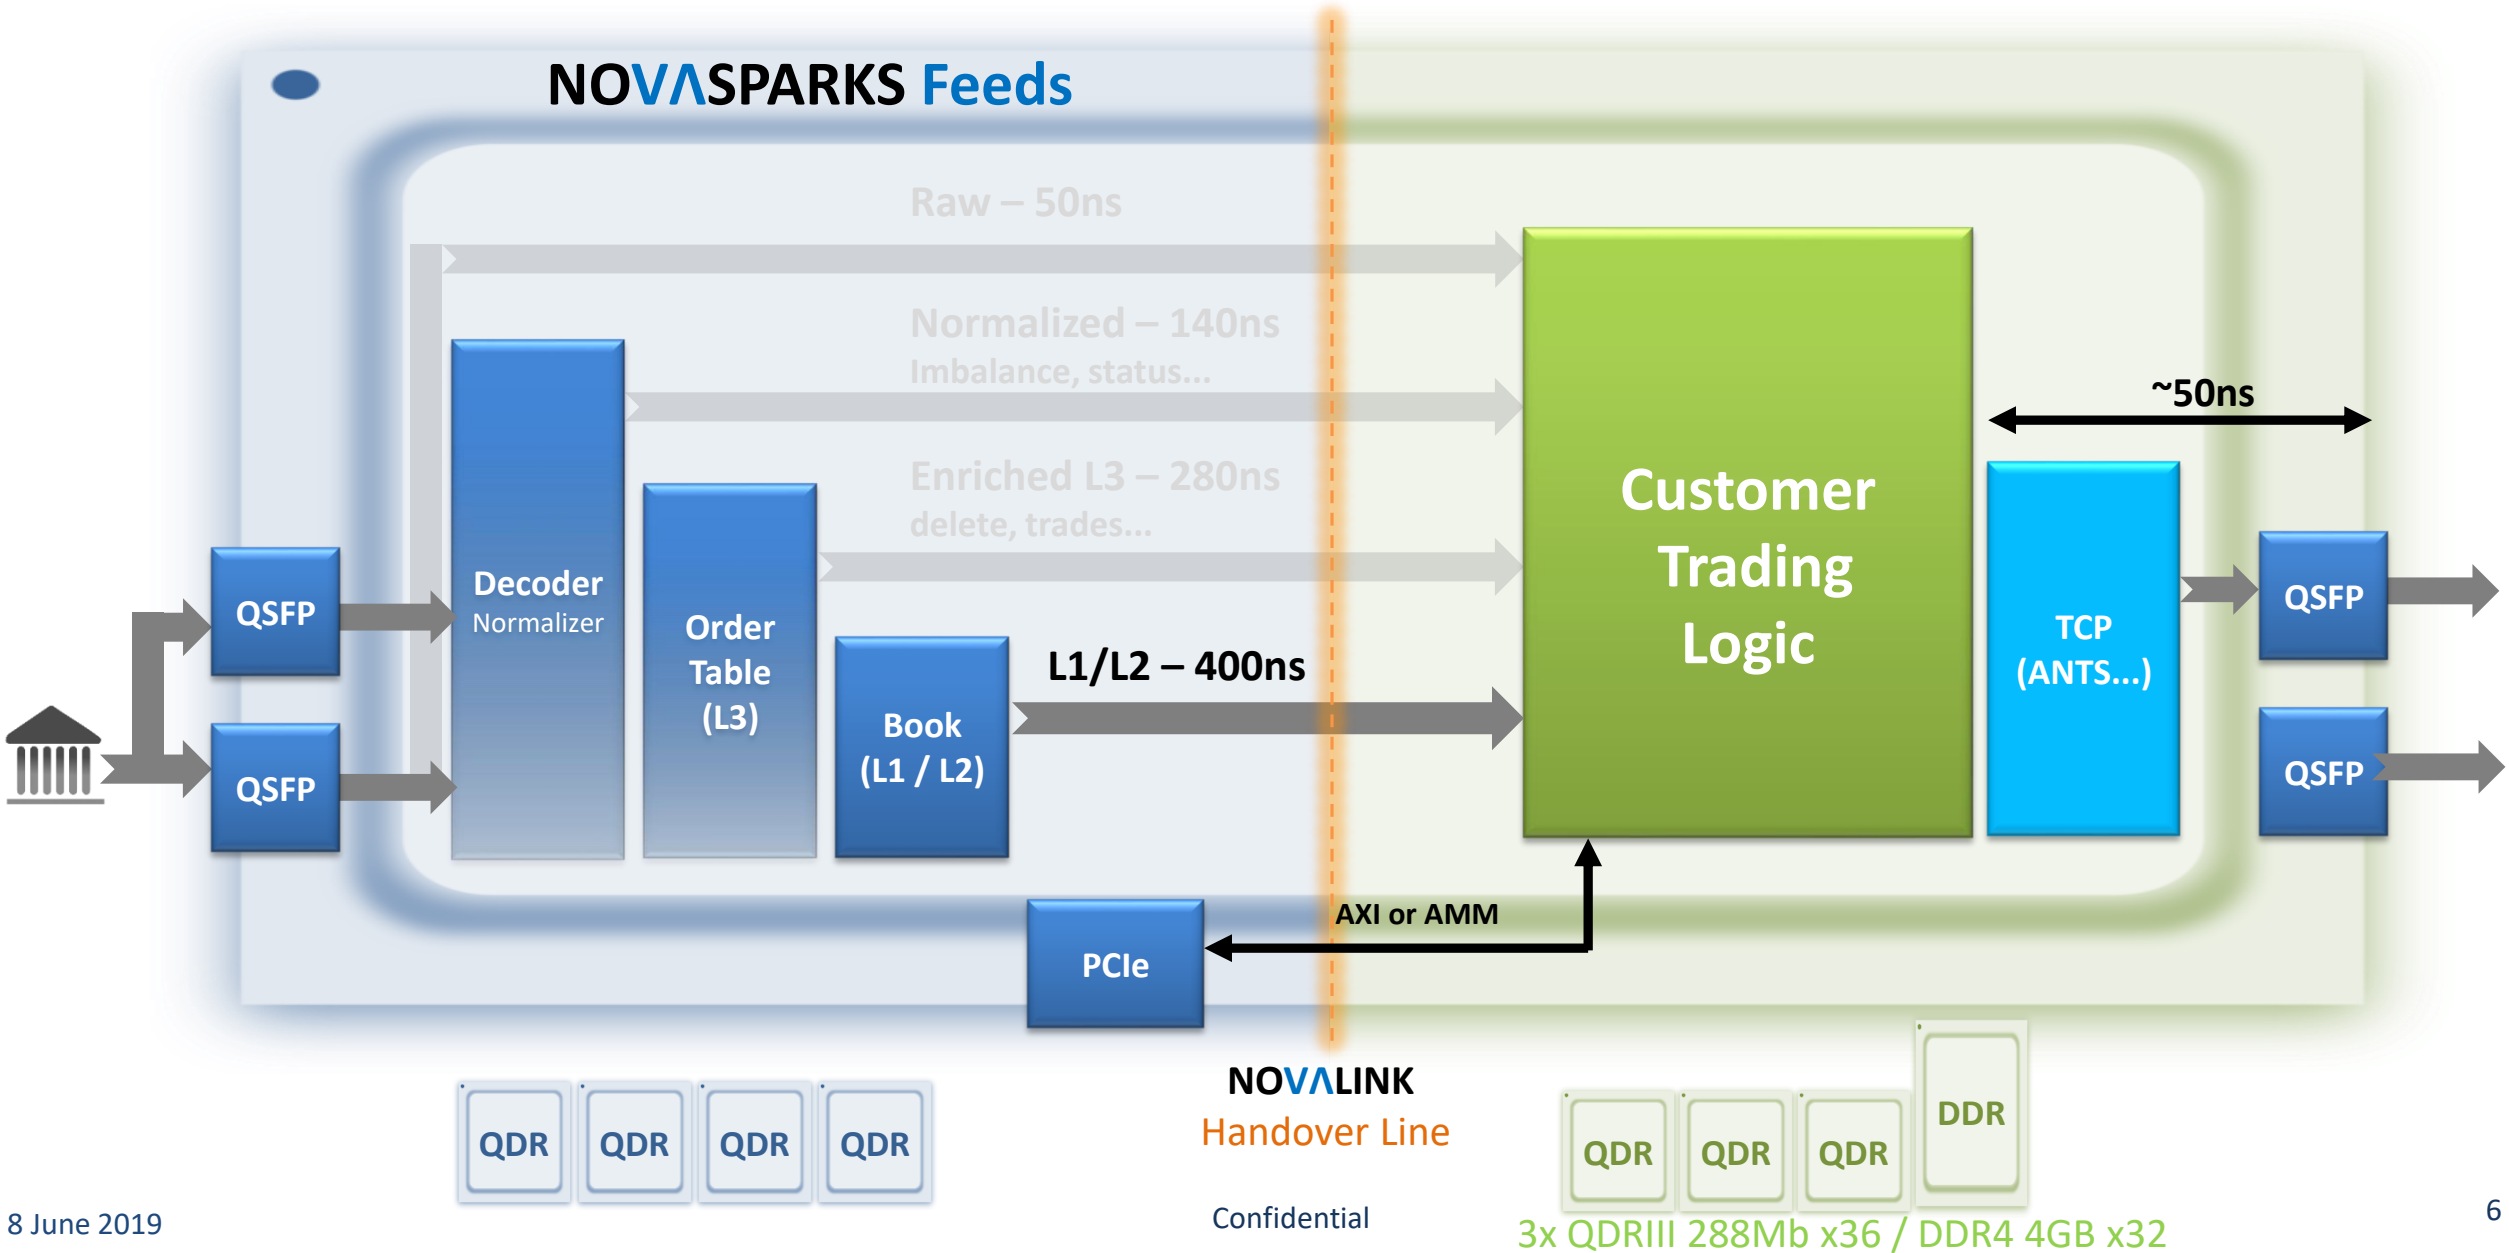 NOVΛSPARKS Feeds
Raw – 50ns
Normalized – 140ns
Imbalance, status...
Enriched L3 – 280ns
delete, trades...
L1/L2 – 400ns
~50ns
QSFP
QSFP
Decoder
Normalizer
Order
Table
(L3)
Book
(L1 / L2)
Customer
Trading
Logic
TCP
(ANTS...)
QSFP
QSFP
AXI or AMM
PCIe
NOVΛLINK
Handover Line
QDR
QDR
QDR
QDR
QDR
QDR
QDR
DDR
3x QDRIII 288Mb x36 / DDR4 4GB x32
8 June 2019
Confidential
6